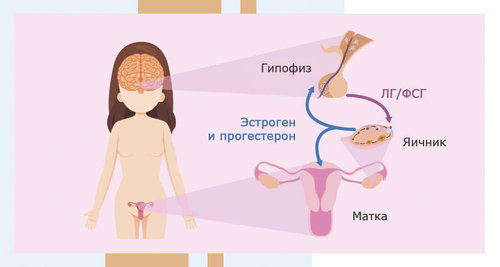 Гипофиз
ЛГ/ФСГ
Эстроген
и прогестерон
Яичник
Матка